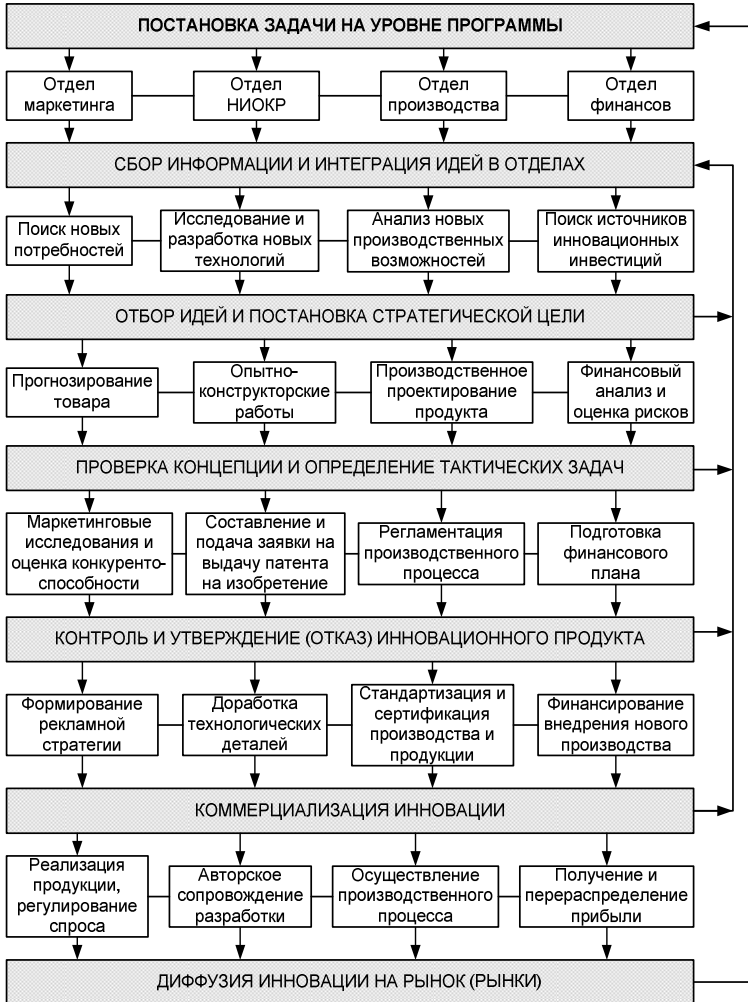 ПОСТАНОВКА ЗАДАЧИ НА УРОВНЕ ПРОГРАММЫ
Отдел
маркетинга
Отдел
НИОКР
Отдел
производства
Отдел
финансов
СБОР ИНФОРМАЦИИ И ИНТЕГРАЦИЯ ИДЕЙ В ОТДЕЛАХ
Поиск новых
потребностей
Исследование и
разработка новых
технологий
Анализ новых
производственных
возможностей
Поиск источников
инновационных
инвестиций
ОТБОР ИДЕЙ И ПОСТАНОВКА СТРАТЕГИЧЕСКОЙ ЦЕЛИ
Прогнозирование
товара
Опытно-
конструкторские
работы
Производственное
проектирование
продукта
Финансовый
анализ и
оценка рисков
ПРОВЕРКА КОНЦЕПЦИИ И ОПРЕДЕЛЕНИЕ ТАКТИЧЕСКИХ ЗАДАЧ
Маркетинговые
исследования и
оценка конкуренто-
способности
Составление и
подача заявки на
выдачу патента
на изобретение
Регламентация
производственного
процесса
Подготовка
финансового
плана
КОНТРОЛЬ И УТВЕРЖДЕНИЕ (ОТКАЗ) ИННОВАЦИОННОГО ПРОДУКТА
Формирование
рекламной
стратегии
Доработка
технологических
деталей
Стандартизация и
сертификация
производства и
продукции
Финансирование
внедрения нового
производства
КОММЕРЦИАЛИЗАЦИЯ ИННОВАЦИИ
Реализация
продукции,
регулирование
спроса
Авторское
сопровождение
разработки
Осуществление
производственного
процесса
Получение и
перераспределение
прибыли
ДИФФУЗИЯ ИННОВАЦИИ НА РЫНОК (РЫНКИ)